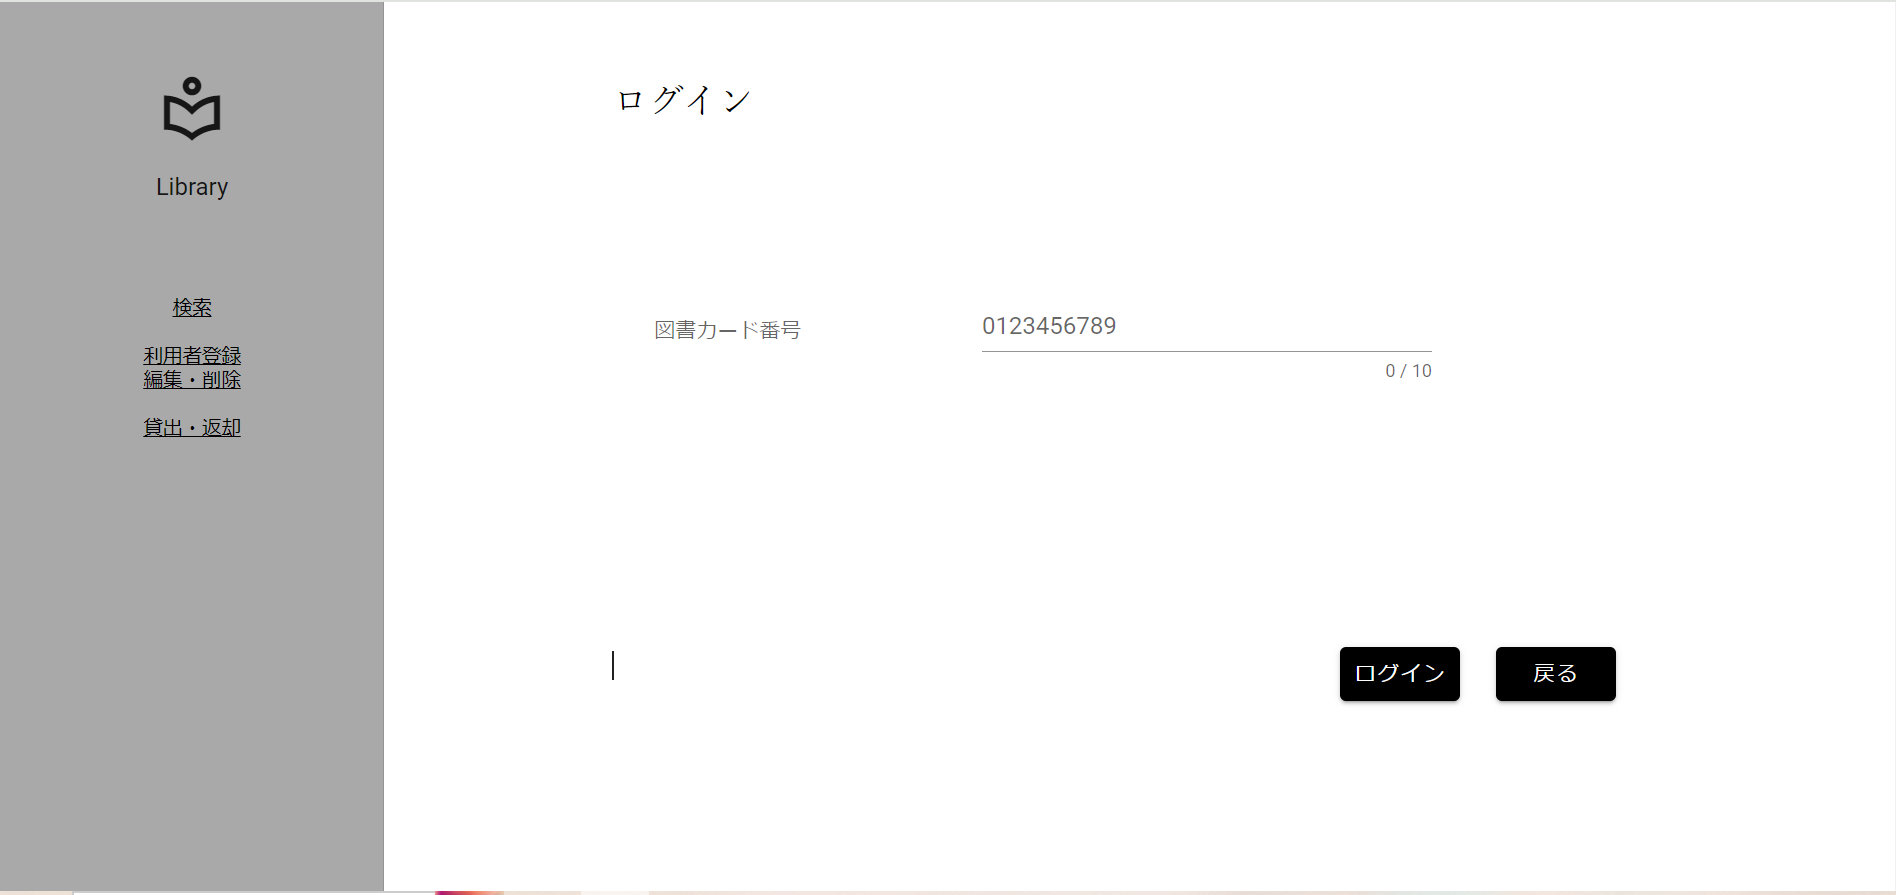 Library
検索
利用者登録
編集・削除
貸出・返却
ログイン
図書カード番号
0123456789
0 / 10
ログイン
戻る